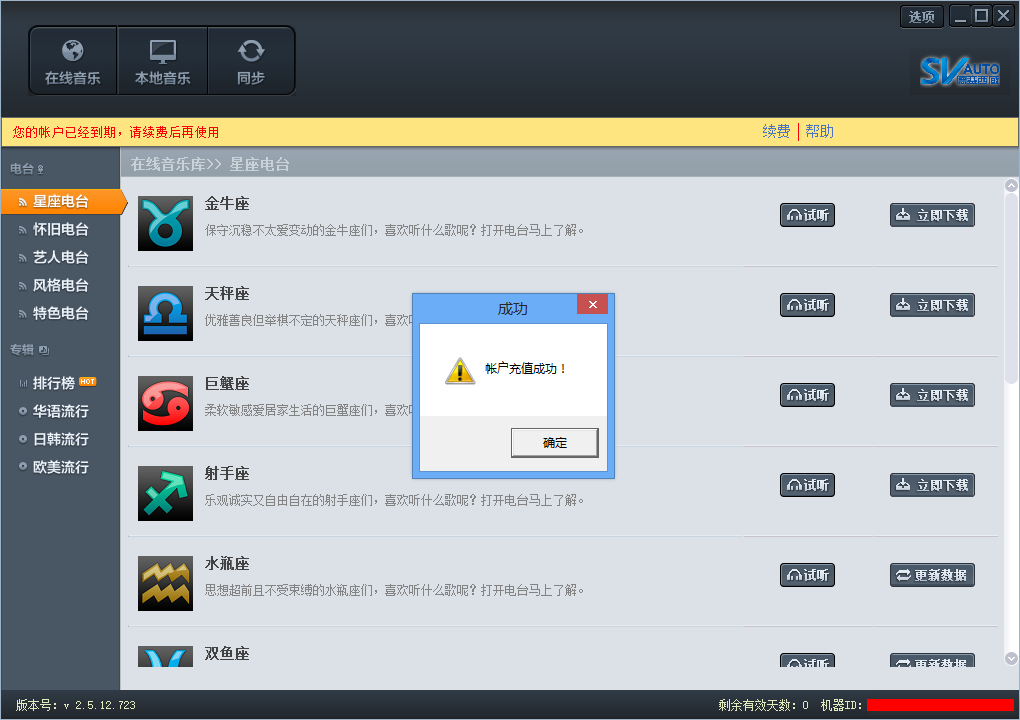 选项
在线音乐 本地音乐 同步
SV AUTO
您的帐户已经到期，请续费后再使用 续费 | 帮助
电台
在线音乐库>> 星座电台
星座电台
怀旧电台
艺人电台
风格电台
特色电台
专辑
排行榜 HOT
华语流行
日韩流行
欧美流行
金牛座
保守沉稳不太爱变动的金牛座们，喜欢听什么歌呢？打开电台马上了解。
试听 立即下载
天秤座
优雅善良但举棋不定的天秤座们，喜欢
试听 立即下载
巨蟹座
柔软敏感爱居家生活的巨蟹座们，喜欢
试听 立即下载
射手座
乐观诚实又自由自在的射手座们，喜欢听什么歌呢？打开电台马上了解。
试听 立即下载
水瓶座
思想超前且不受束缚的水瓶座们，喜欢听什么歌呢？打开电台马上了解。
试听 更新数据
双鱼座
试听 更新数据
成功
帐户充值成功！
确定
版本号：v 2.5.12.723
剩余有效天数：0 机器ID：